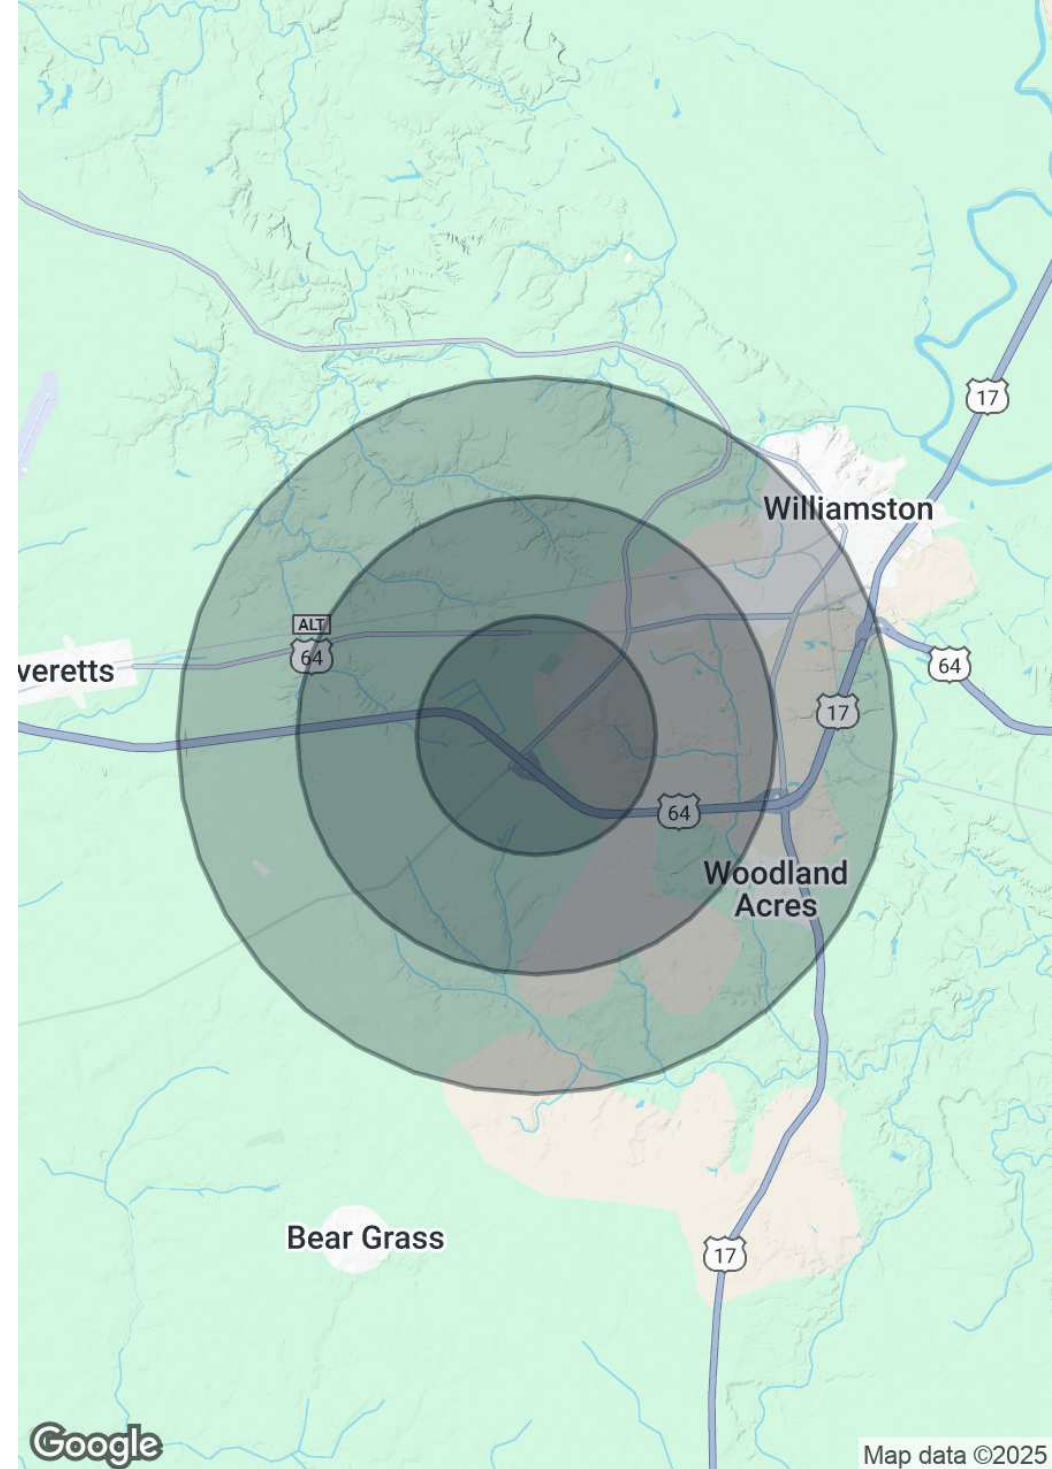 17
Williamston
ALT
64
veretts
64
17
64
Woodland
Acres
Bear Grass
17
Google
Map data ©2025